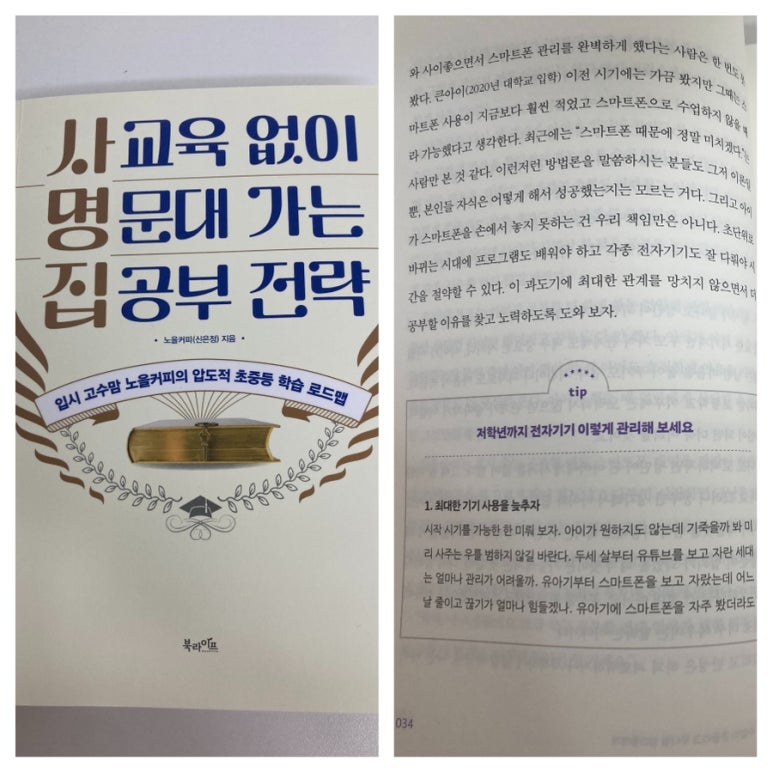 사교육 없이
명문대 가는
집공부 전략
• 노을커피(신은정) 지음 •
입시 고수맘 노을커피의 압도적 초중등 학습 로드맵
북라이프
와 사이좋으면서 스마트폰 관리를 완벽하게 했다는 사람은 한 번도 못
봤다. 큰아이(2020년 대학교 입학) 이전 시기에는 가끔 봤지만 그때는 스
마트폰 사용이 지금보다 훨씬 적었고 스마트폰으로 수업하지 않을 때
라 가능했다고 생각한다. 최근에는 "스마트폰 때문에 정말 미치겠다."는
사람만 본 것 같다. 이런저런 방법론을 말씀하시는 분들도 그저 이론일
뿐, 본인들 자식은 어떻게 해서 성공했는지는 모르는 거다. 그리고 아이
가 스마트폰을 손에서 놓지 못하는 건 우리 책임만은 아니다. 초단위로
바뀌는 시대에 프로그램도 배워야 하고 각종 전자기기도 잘 다뤄야 시
간을 절약할 수 있다. 이 과도기에 최대한 관계를 망치지 않으면서 더
공부할 이유를 찾고 노력하도록 도와 보자.
tip
저학년까지 전자기기 이렇게 관리해 보세요
1. 최대한 기기 사용을 늦추자
시작 시기를 가능한 한 미뤄 보자. 아이가 원하지도 않는데 기죽을까 봐 미
리 사주는 우를 범하지 않길 바란다. 두세 살부터 유튜브를 보고 자란 세대
는 얼마나 관리가 어려울까. 유아기부터 스마트폰을 보고 자랐는데 어느
날 줄이고 끊기가 얼마나 힘들겠나. 유아기에 스마트폰을 자주 봤더라도
034